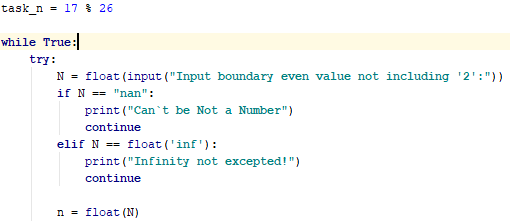 task_n = 17 % 26
while True:
try:
N = float(input("Input boundary even value not including '2':"))
if N == "nan":
print("Can`t be Not a Number")
continue
elif N == float('inf'):
print("Infinity not excepted!")
continue
n = float(N)